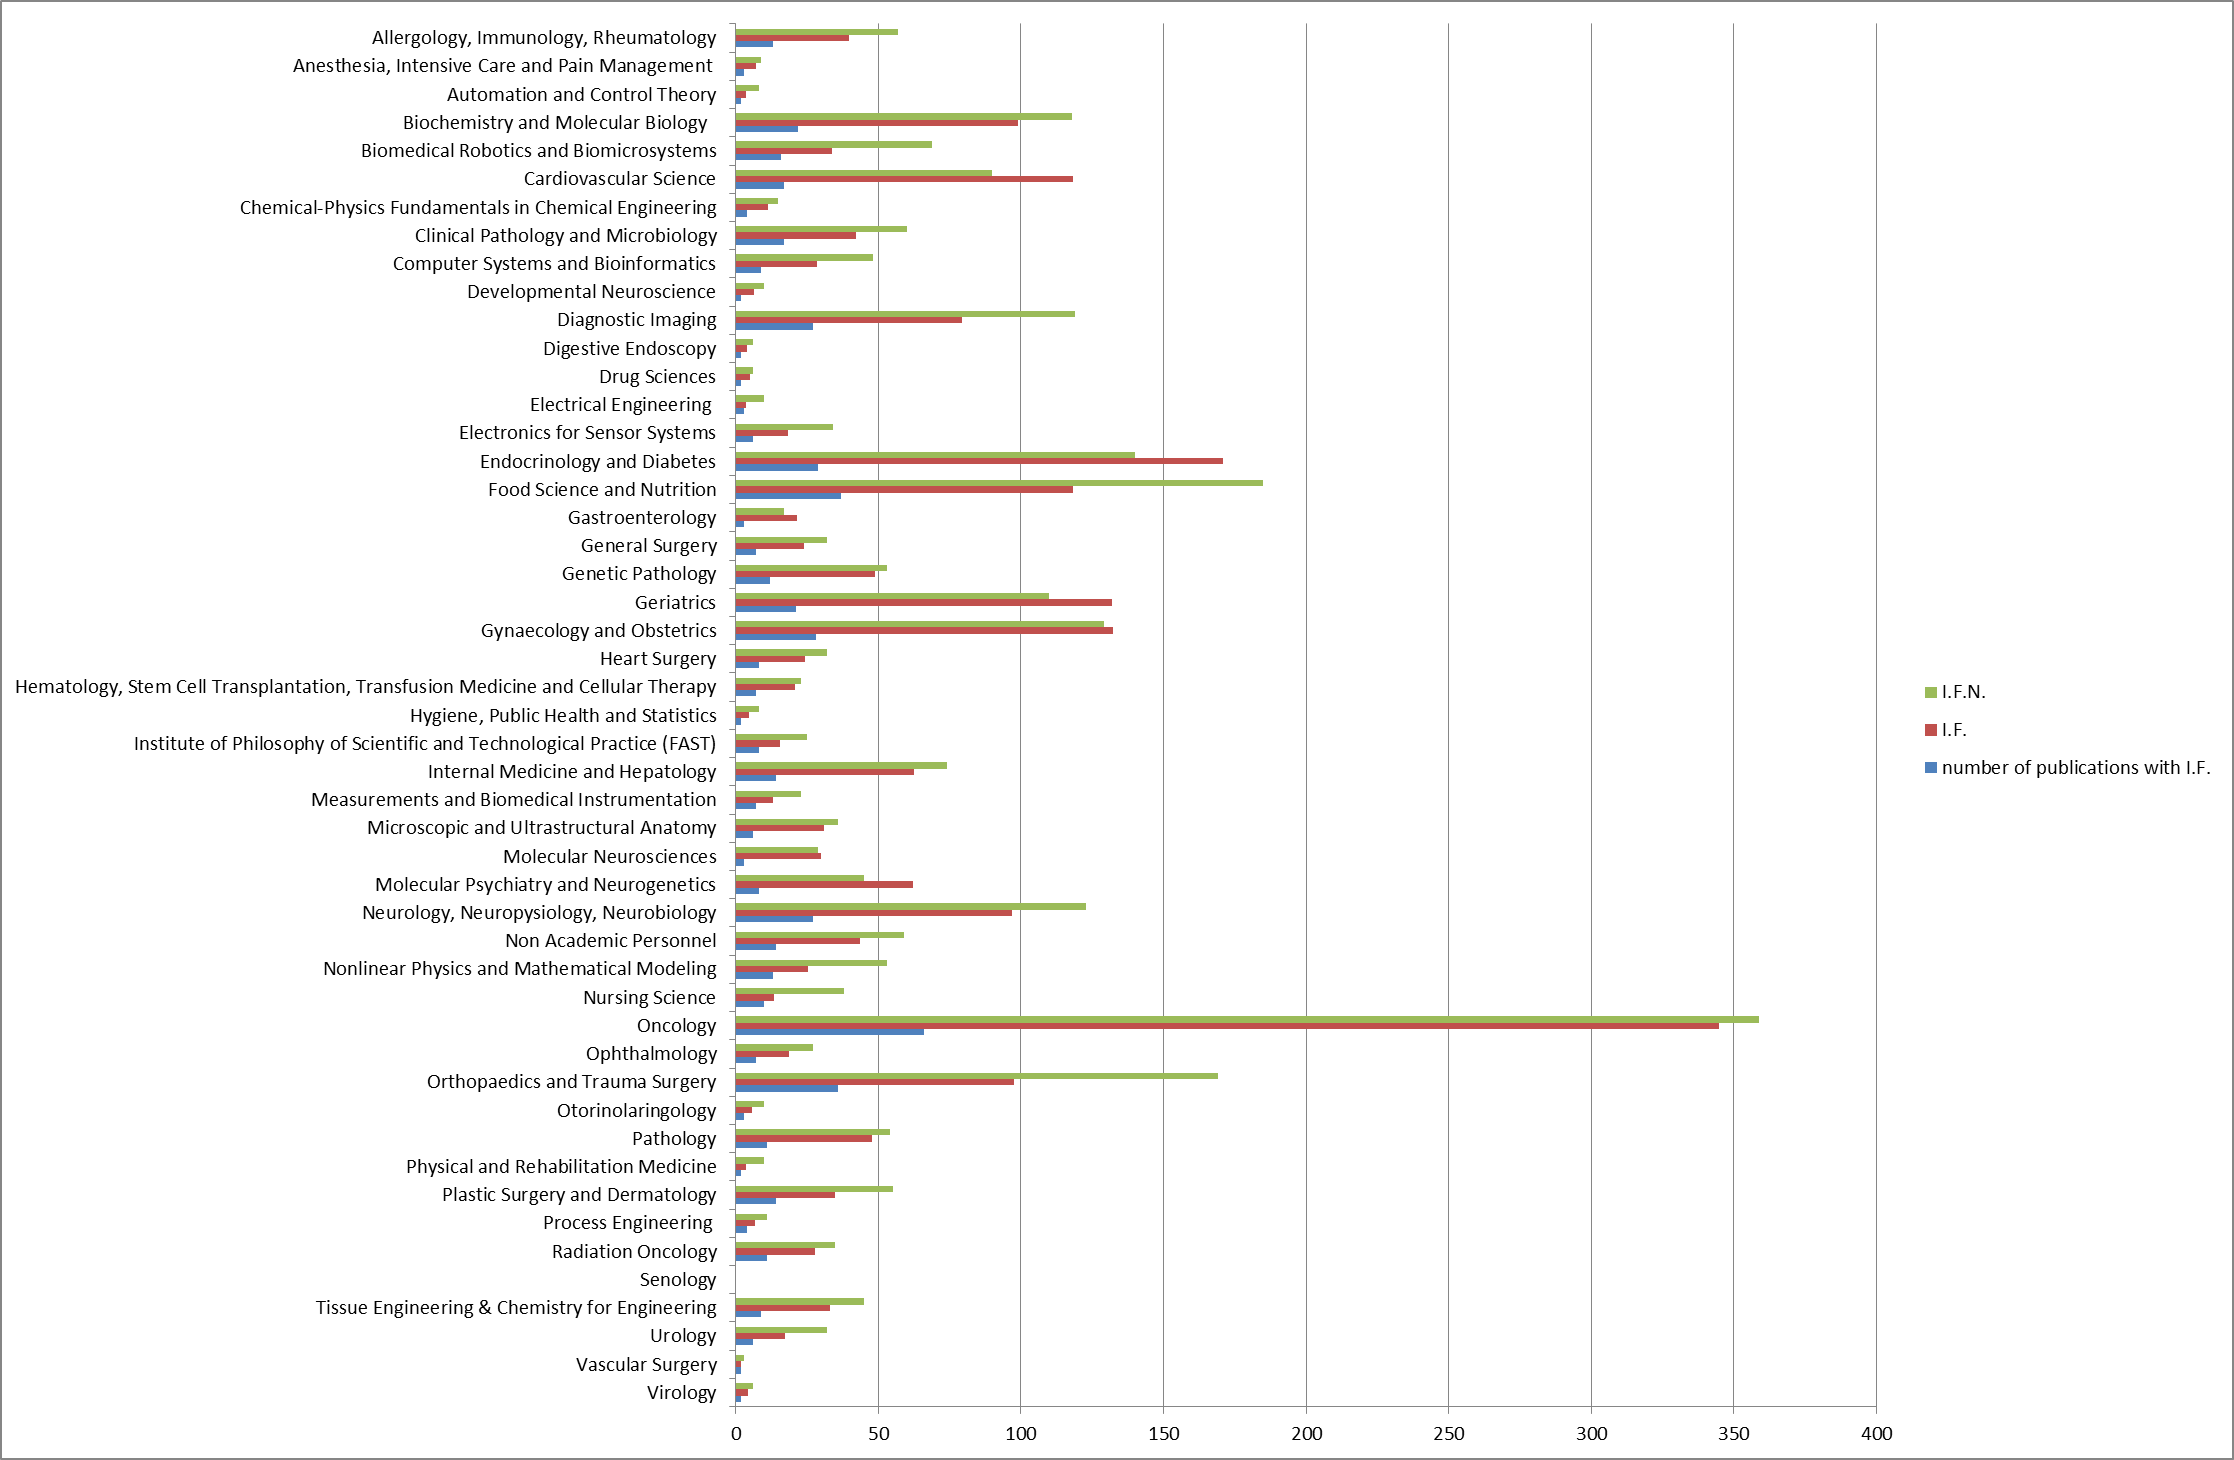 Allergology, Immunology, Rheumatology
Anesthesia, Intensive Care and Pain Management
Automation and Control Theory
Biochemistry and Molecular Biology
Biomedical Robotics and Biomicrosystems
Cardiovascular Science
Chemical-Physics Fundamentals in Chemical Engineering
Clinical Pathology and Microbiology
Computer Systems and Bioinformatics
Developmental Neuroscience
Diagnostic Imaging
Digestive Endoscopy
Drug Sciences
Electrical Engineering
Electronics for Sensor Systems
Endocrinology and Diabetes
Food Science and Nutrition
Gastroenterology
General Surgery
Genetic Pathology
Geriatrics
Gynaecology and Obstetrics
Heart Surgery
Hematology, Stem Cell Transplantation, Transfusion Medicine and Cellular Therapy
Hygiene, Public Health and Statistics
Institute of Philosophy of Scientific and Technological Practice (FAST)
Internal Medicine and Hepatology
Measurements and Biomedical Instrumentation
Microscopic and Ultrastructural Anatomy
Molecular Neurosciences
Molecular Psychiatry and Neurogenetics
Neurology, Neuropysiology, Neurobiology
Non Academic Personnel
Nonlinear Physics and Mathematical Modeling
Nursing Science
Oncology
Ophthalmology
Orthopaedics and Trauma Surgery
Otorinolaringology
Pathology
Physical and Rehabilitation Medicine
Plastic Surgery and Dermatology
Process Engineering
Radiation Oncology
Senology
Tissue Engineering & Chemistry for Engineering
Urology
Vascular Surgery
Virology
0 50 100 150 200 250 300 350 400
I.F.N.
I.F.
number of publications with I.F.